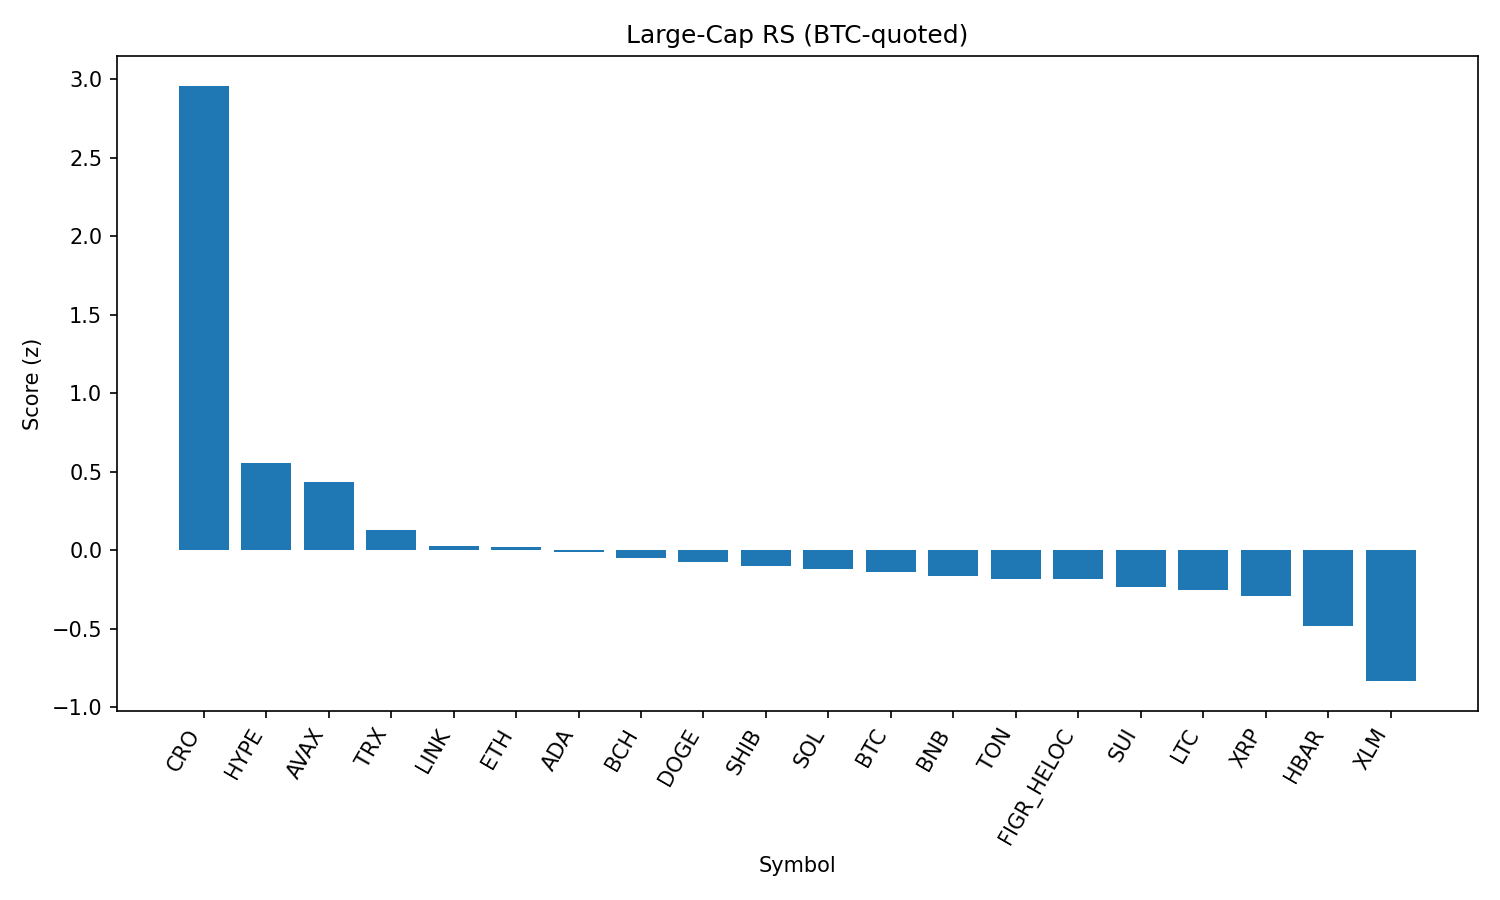 Large-Cap RS (BTC-quoted)
Score (z)
3.0
2.5
2.0
1.5
1.0
0.5
0.0
−0.5
−1.0
CRO
HYPE
AVAX
TRX
LINK
ETH
ADA
BCH
DOGE
SHIB
SOL
BTC
BNB
TON
FIGR_HELOC
SUI
LTC
XRP
HBAR
XLM
Symbol